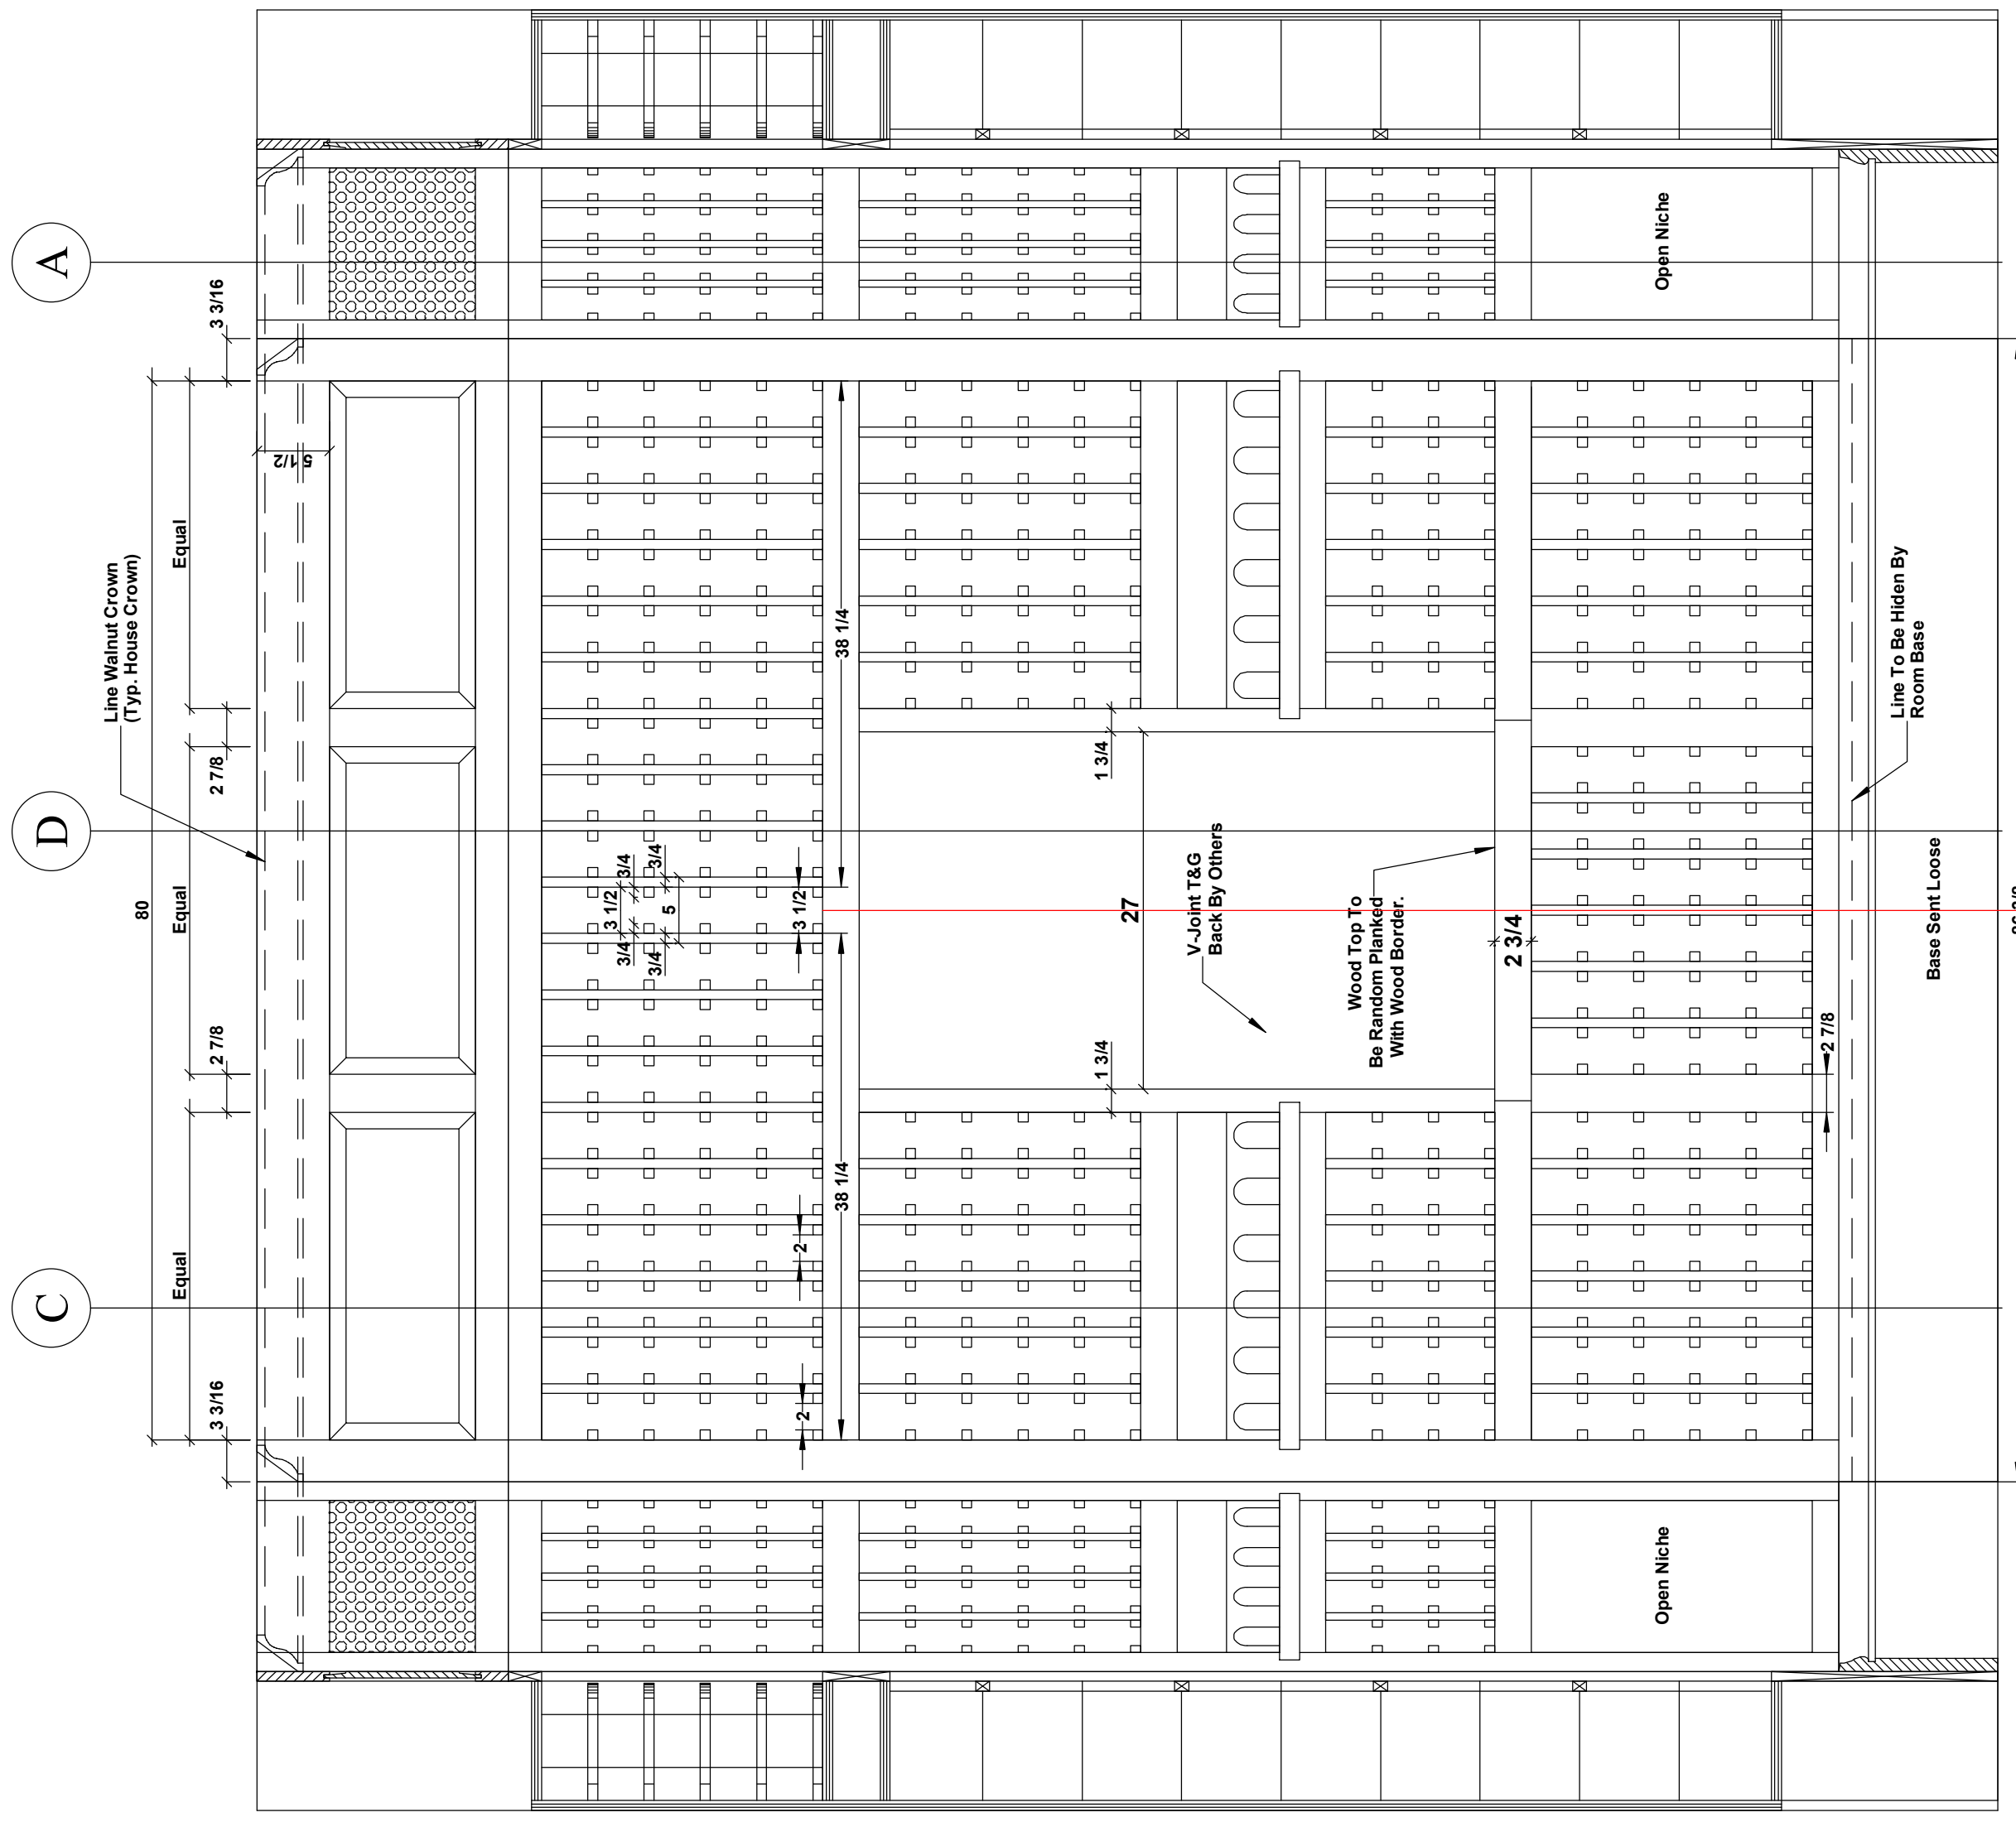 C
D
A
Line Walnut Crown
(Typ. House Crown)
80
Equal
Equal
Equal
3 3/16
2 7/8
2 7/8
3 3/16
5 1/2
3 1/2
3/4
3/4
3/4
3/4
5
2
2
3 1/2
38 1/4
38 1/4
1 3/4
1 3/4
27
V-Joint T&G
Back By Others
Wood Top To
Be Random Planked
With Wood Border.
2 3/4
Open Niche
Open Niche
2 7/8
Line To Be Hiden By
Room Base
Base Sent Loose